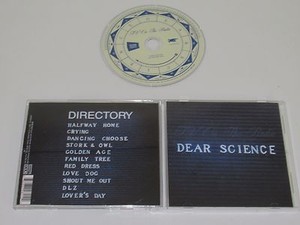 DIRECTORY
HALFWAY HOME
CRYING
DANCING CHOOSE
STORK & OWL
GOLDEN AGE
FAMILY TREE
RED DRESS
LOVE DOG
SHOUT ME OUT
DLZ
LOVER'S DAY
DEAR SCIENCE